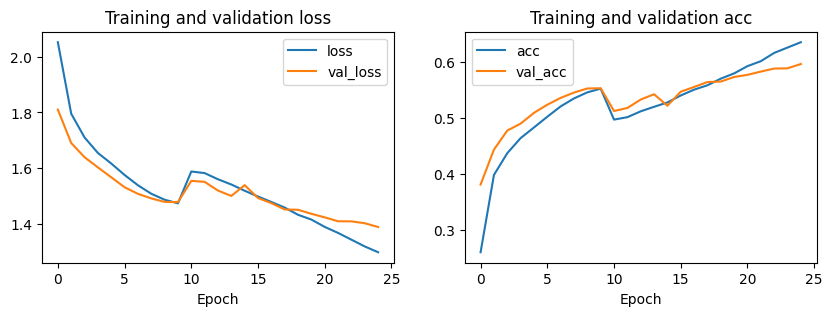 Training and validation loss
2.0
1.8
1.6
1.4
loss
val_loss
0
5
10
15
20
25
Epoch
Training and validation acc
0.6
0.5
0.4
0.3
acc
val_acc
0
5
10
15
20
25
Epoch